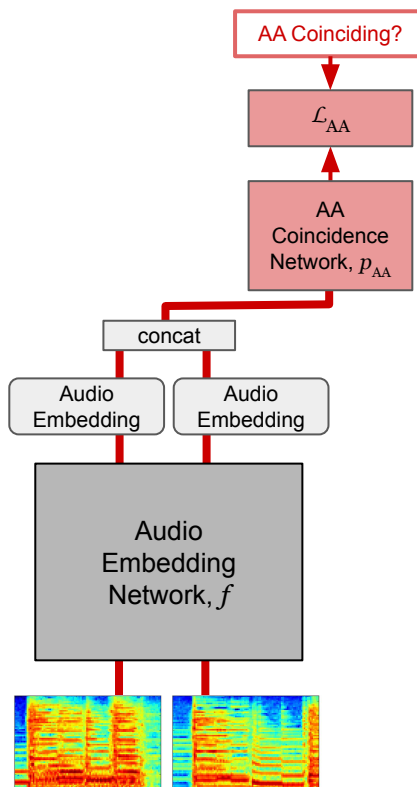 AA Coinciding?
ℒ_AA
AA
Coincidence
Network, p_AA
concat
Audio
Embedding
Audio
Embedding
Audio
Embedding
Network, f